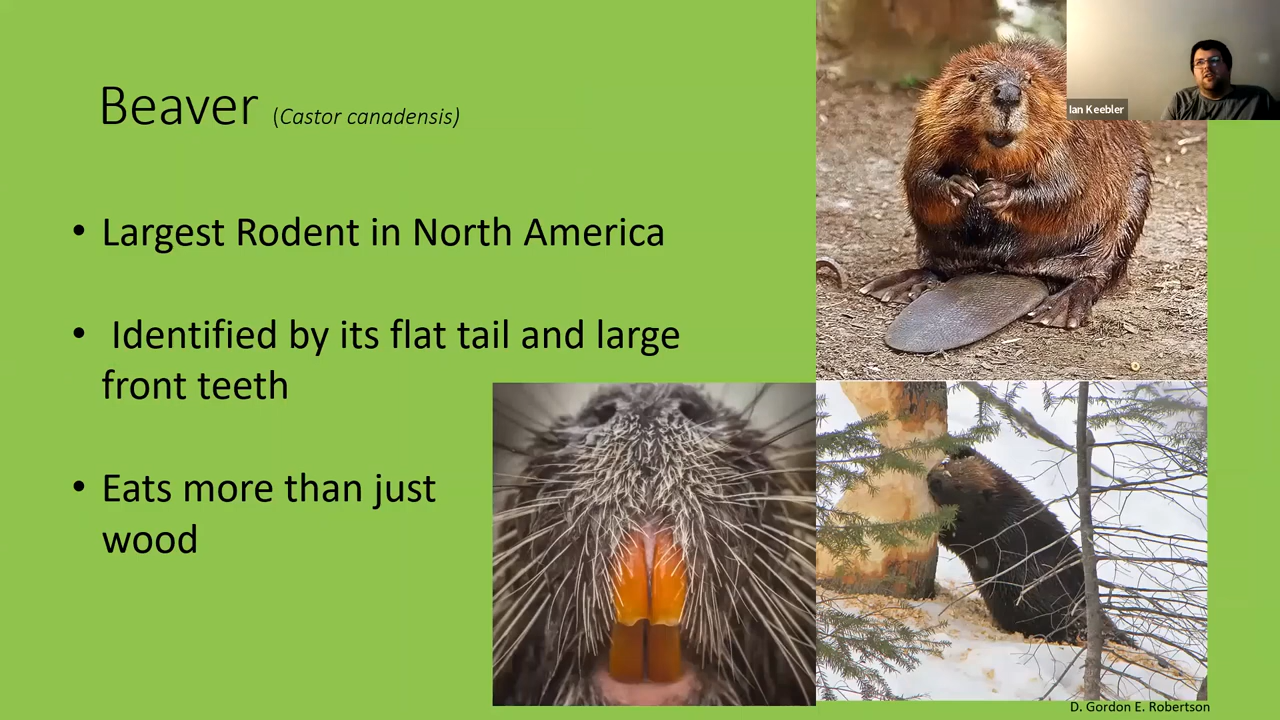 Beaver (Castor canadensis)
• Largest Rodent in North America
• Identified by its flat tail and large
front teeth
• Eats more than just
wood
Ian Keebler
D. Gordon E. Robertson